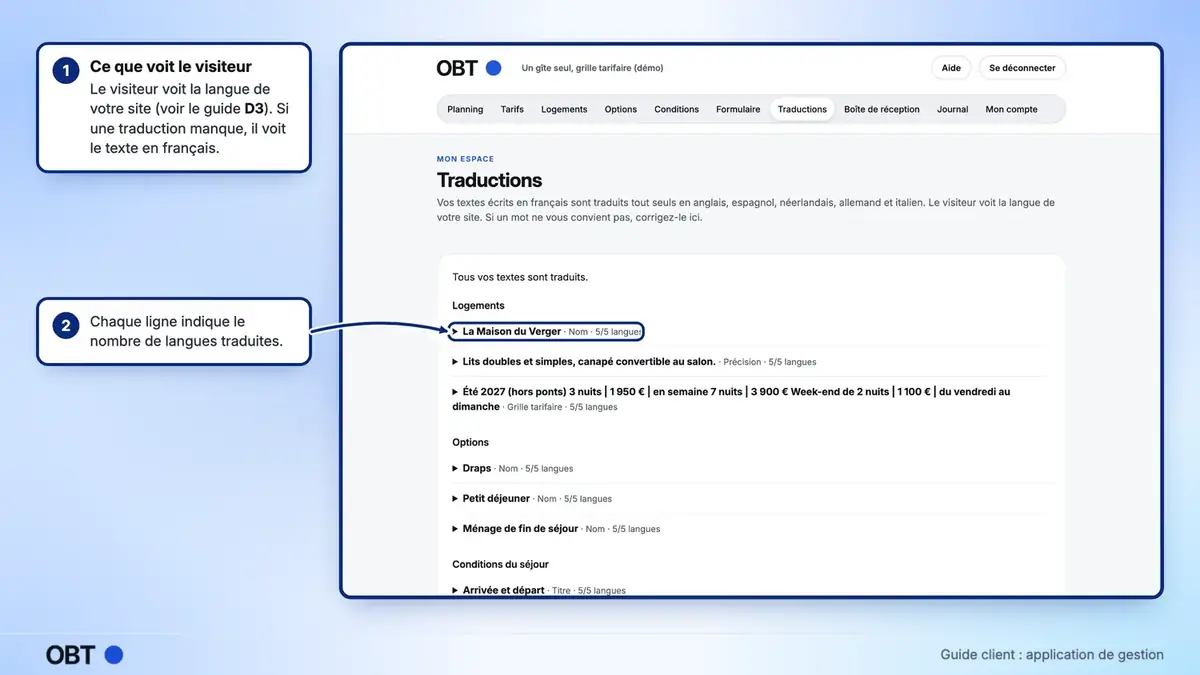 1
Ce que voit le visiteur
Le visiteur voit la langue de
votre site (voir le guide D3). Si
une traduction manque, il voit
le texte en français.
2
Chaque ligne indique le
nombre de langues traduites.
OBT
Un gîte seul, grille tarifaire (démo)
Aide
Se déconnecter
Planning
Tarifs
Logements
Options
Conditions
Formulaire
Traductions
Boîte de réception
Journal
Mon compte
MON ESPACE
Traductions
Vos textes écrits en français sont traduits tout seuls en anglais, espagnol, néerlandais, allemand et italien. Le visiteur voit la langue de
votre site. Si un mot ne vous convient pas, corrigez-le ici.
Tous vos textes sont traduits.
Logements
La Maison du Verger · Nom · 5/5 langues
Lits doubles et simples, canapé convertible au salon. · Précision · 5/5 langues
Été 2027 (hors ponts) 3 nuits | 1 950 € | en semaine 7 nuits | 3 900 € Week-end de 2 nuits | 1 100 € | du vendredi au
dimanche · Grille tarifaire · 5/5 langues
Options
Draps · Nom · 5/5 langues
Petit déjeuner · Nom · 5/5 langues
Ménage de fin de séjour · Nom · 5/5 langues
Conditions du séjour
Arrivée et départ · Titre · 5/5 langues
OBT
Guide client : application de gestion